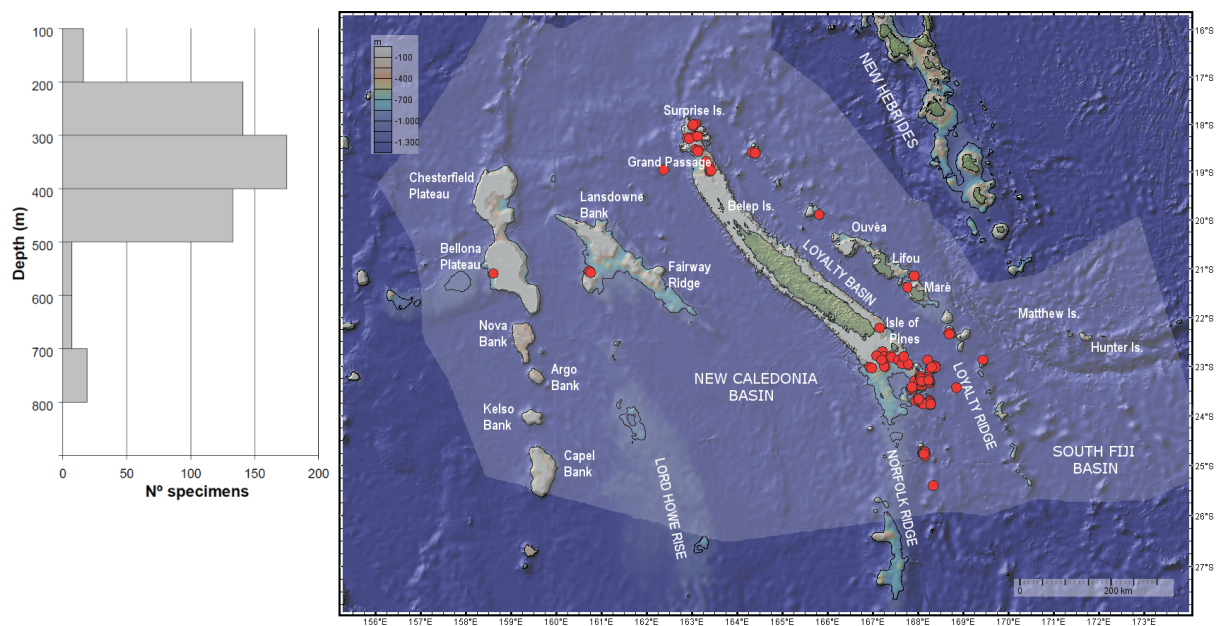 100
200
300
400
500
600
700
800
Depth (m)
0
50
100
150
200
Nº specimens
m
-100
-400
-700
-1.000
-1.300
NEW HEBRIDES
Surprise Is.
Grand Passage
Chesterfield
Plateau
Lansdowne
Bank
Belep Is.
Ouvèa
Bellona
Plateau
LOYALTY BASIN
Lifou
Fairway
Ridge
Marè
Matthew Is.
Isle of
Pines
Nova
Bank
Hunter Is.
Argo
Bank
NEW CALEDONIA
BASIN
LOYALTY RIDGE
Kelso
Bank
Capel
Bank
SOUTH FIJI
BASIN
LORD HOWE RISE
NORFOLK RIDGE
0
200 km
16°S
17°S
18°S
19°S
20°S
21°S
22°S
23°S
24°S
25°S
26°S
27°S
156°E
157°E
158°E
159°E
160°E
161°E
162°E
163°E
164°E
165°E
166°E
167°E
168°E
169°E
170°E
171°E
172°E
173°E